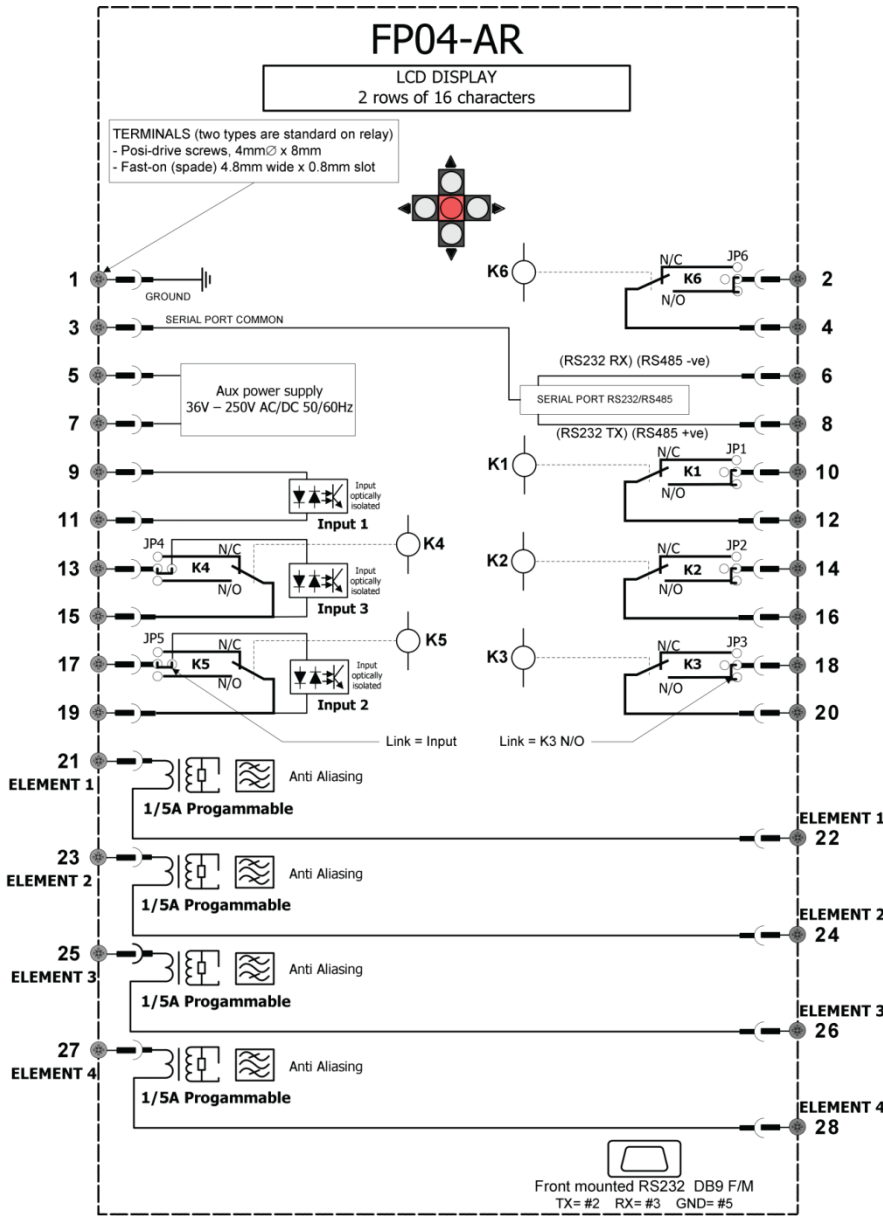 FP04-AR
LCD DISPLAY
2 rows of 16 characters
TERMINALS (two types are standard on relay)
- Posi-drive screws, 4mm∅ x 8mm
- Fast-on (spade) 4.8mm wide x 0.8mm slot
1
GROUND
3
SERIAL PORT COMMON
5
7
Aux power supply
36V – 250V AC/DC 50/60Hz
9
11
Input
optically
isolated
Input 1
JP4
N/C
K4
N/O
13
15
Input
optically
isolated
Input 3
K4
JP5
N/C
K5
N/O
17
19
Input
optically
isolated
Input 2
K5
Link = Input
K6
N/C
JP6
K6
N/O
2
4
(RS232 RX) (RS485 -ve)
6
SERIAL PORT RS232/RS485
8
(RS232 TX) (RS485 +ve)
K1
N/C
JP1
K1
N/O
10
12
K2
N/C
JP2
K2
N/O
14
16
K3
N/C
JP3
K3
N/O
18
20
Link = K3 N/O
21
ELEMENT 1
Anti Aliasing
1/5A Progammable
ELEMENT 1
22
23
ELEMENT 2
Anti Aliasing
1/5A Progammable
ELEMENT 2
24
25
ELEMENT 3
Anti Aliasing
1/5A Progammable
ELEMENT 3
26
27
ELEMENT 4
Anti Aliasing
1/5A Progammable
ELEMENT 4
28
Front mounted RS232 DB9 F/M
TX= #2 RX= #3 GND= #5